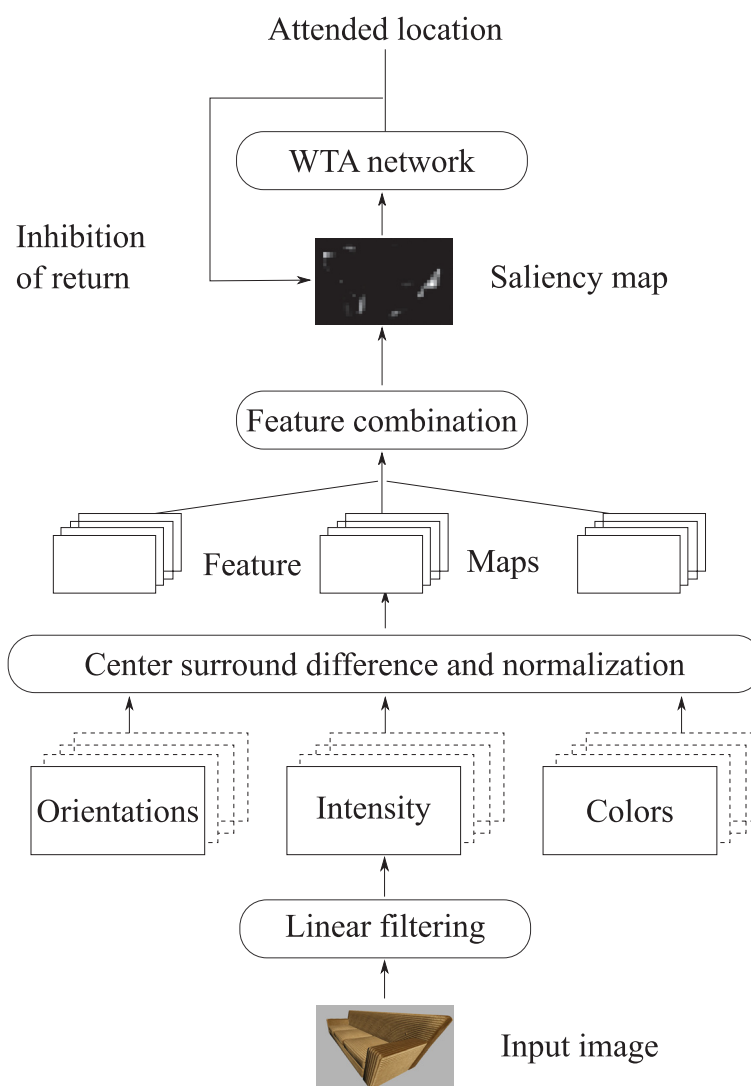 Attended location
WTA network
Inhibition
of return
Saliency map
Feature combination
Feature
Maps
Center surround difference and normalization
Orientations
Intensity
Colors
Linear filtering
Input image